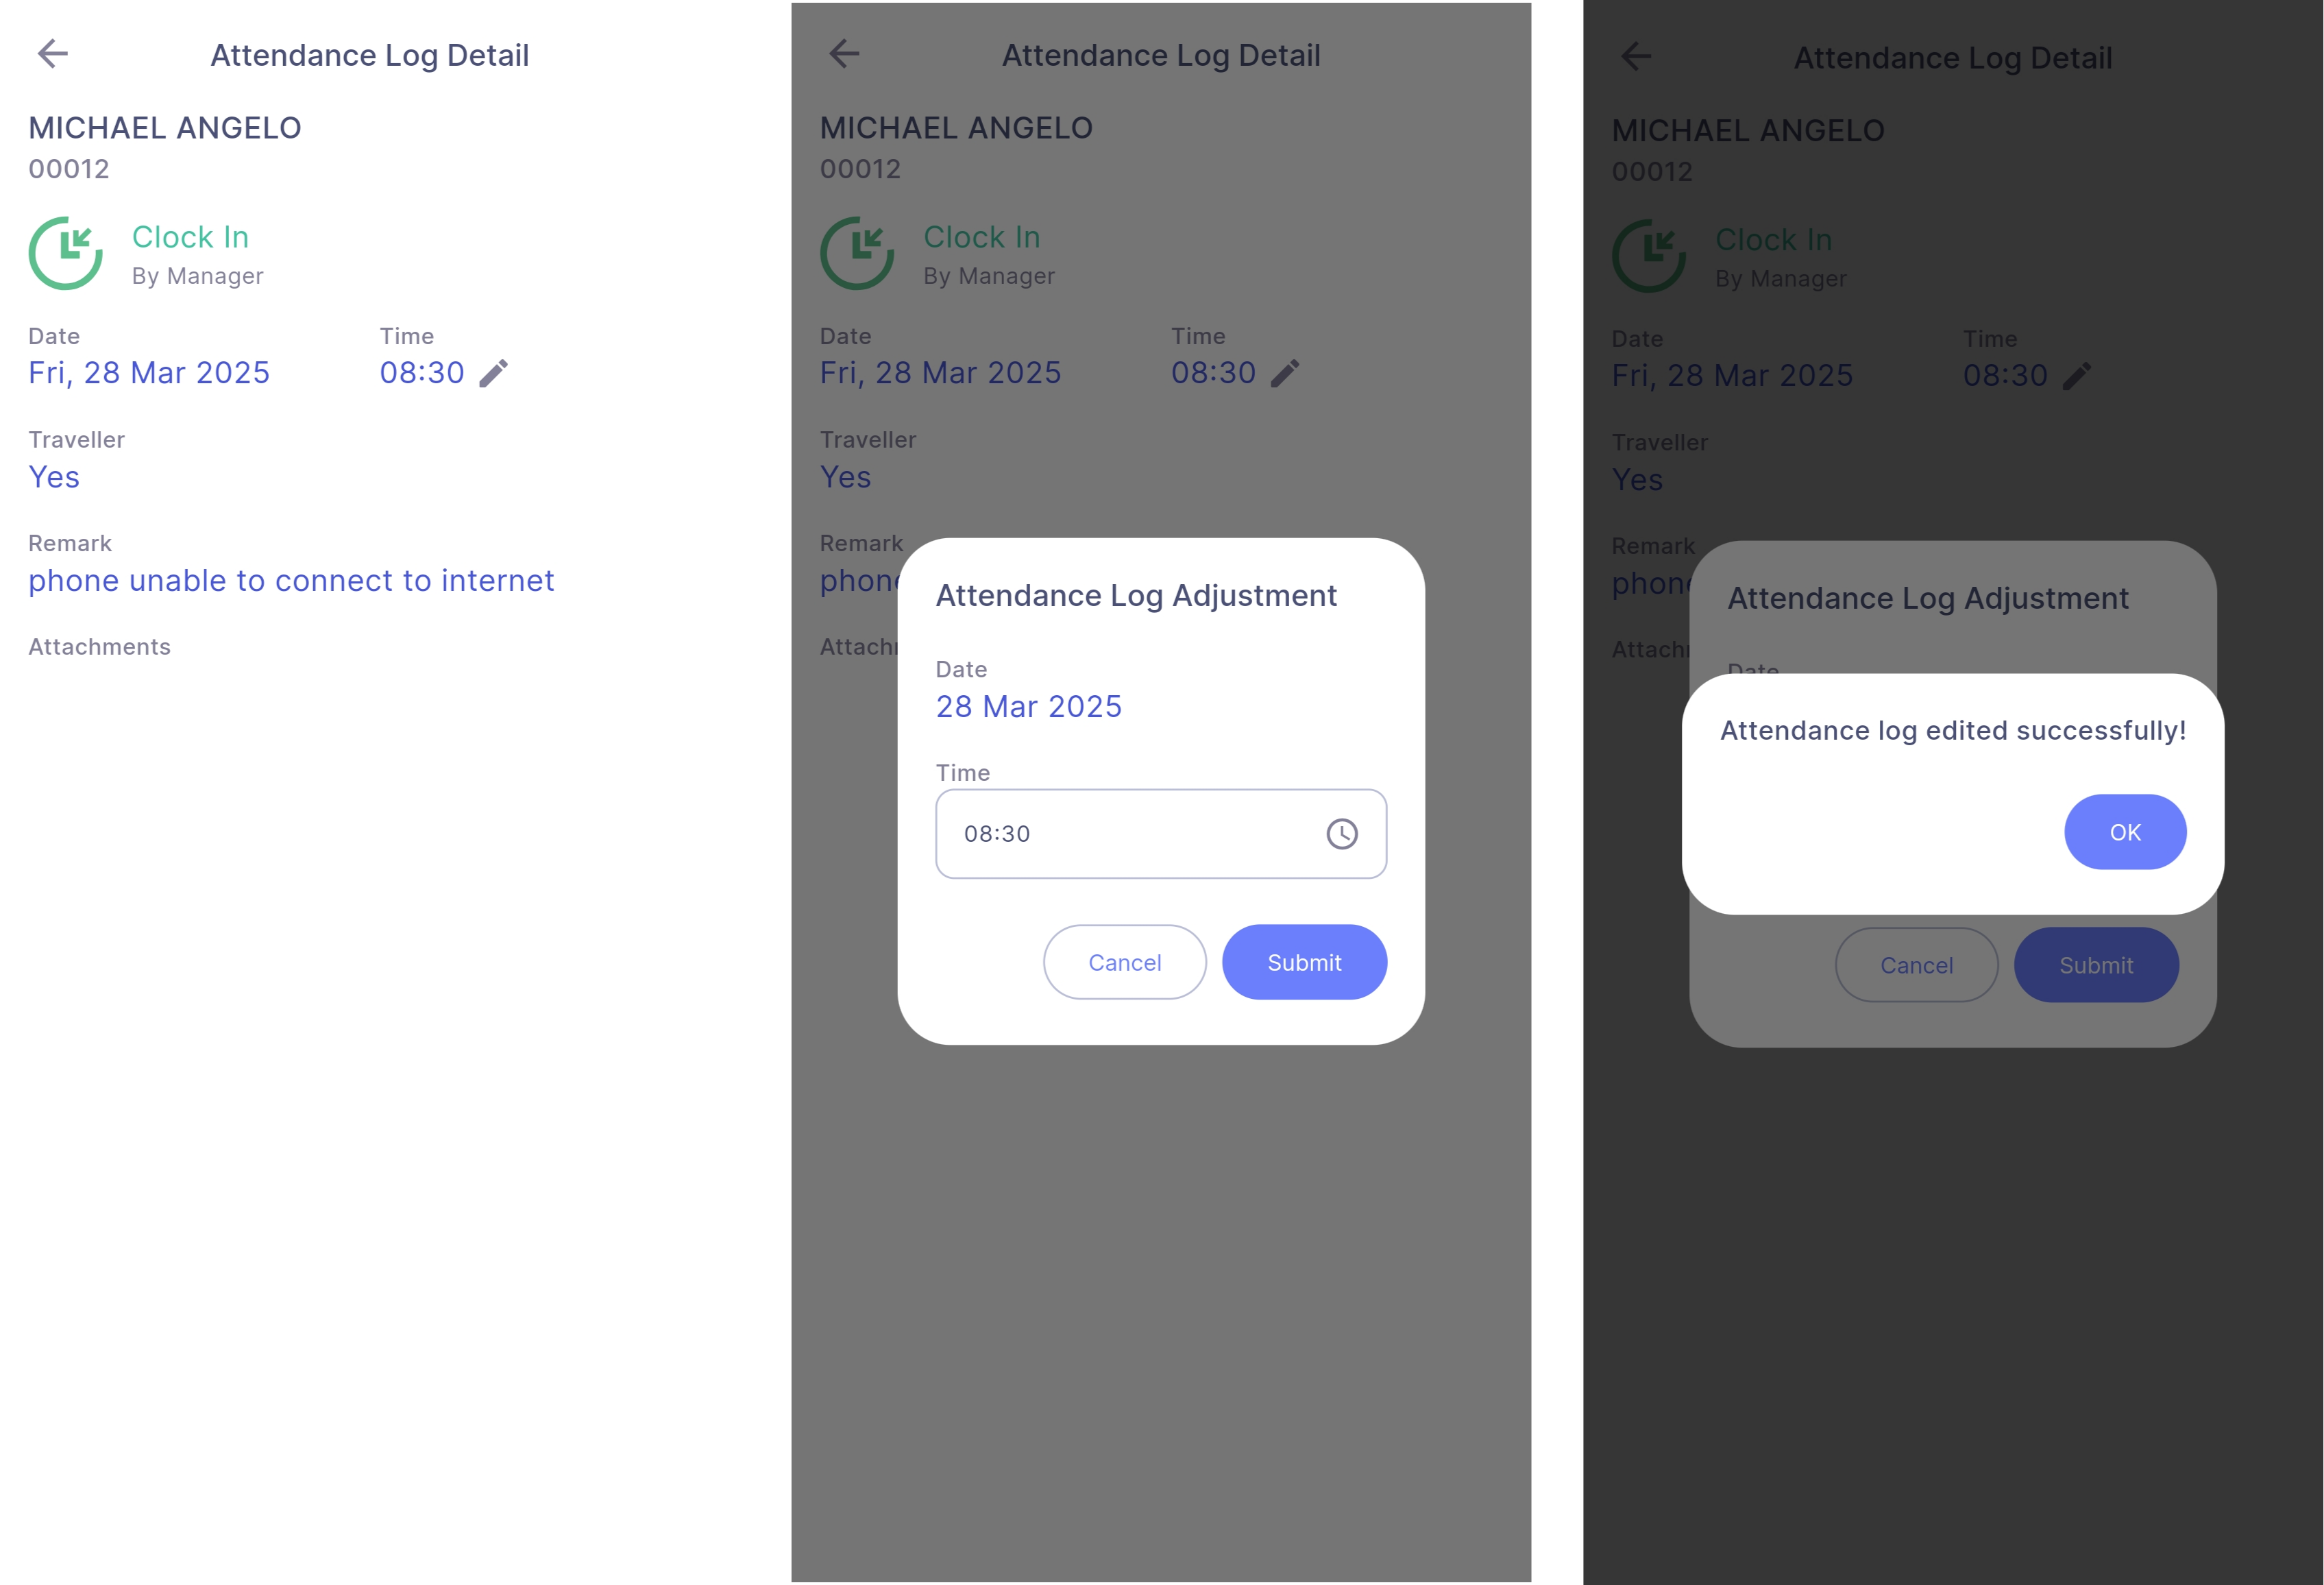 Attendance Log Detail
MICHAEL ANGELO
00012
Clock In
By Manager
Date
Time
Fri, 28 Mar 2025
08:30
Traveller
Yes
Remark
phone unable to connect to internet
Attachments
Attendance Log Detail
MICHAEL ANGELO
00012
Clock In
By Manager
Date
Time
Fri, 28 Mar 2025
08:30
Traveller
Yes
Remark
Attendance Log Adjustment
Date
28 Mar 2025
Time
08:30
Cancel
Submit
Attendance Log Detail
MICHAEL ANGELO
00012
Clock In
By Manager
Date
Time
Fri, 28 Mar 2025
08:30
Traveller
Yes
Remark
Attendance Log Adjustment
Date
Attendance log edited successfully!
OK
Cancel
Submit